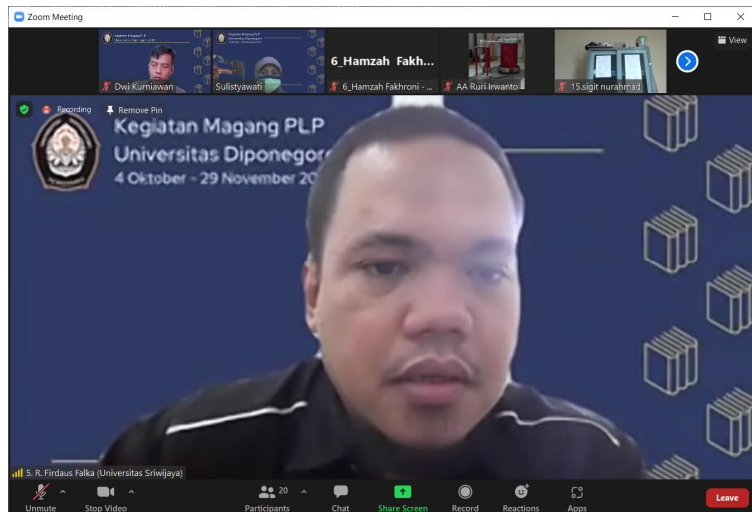 Zoom Meeting
View
Dwi Kurniawan
Sulistyawati
6_Hamzah Fakh...
6_Hamzah Fakhroni - ...
AA Ruri Irwanto
15.sigit nurahmad
Recording
Remove Pin
Kegiatan Magang PLP
Universitas Diponegoro
4 Oktober - 29 November 20
5. R. Firdaus Falka (Universitas Sriwijaya)
20
Unmute
Stop Video
Participants
Chat
Share Screen
Record
Reactions
Apps
Leave